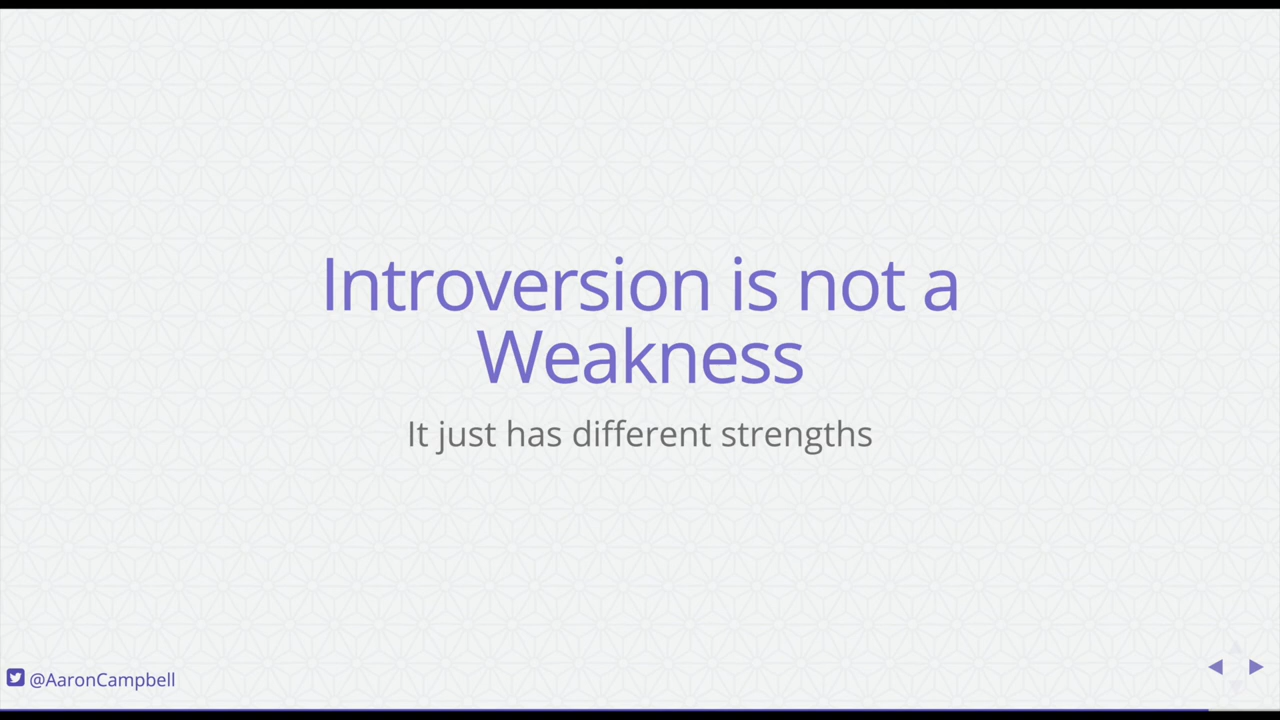 Introversion is not a
Weakness
It just has different strengths
@AaronCampbell